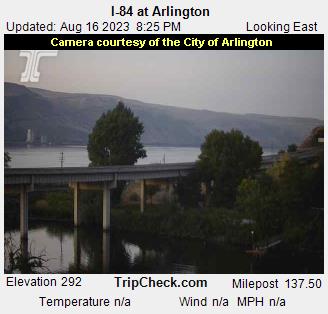 I-84 at Arlington
Updated: Aug 16 2023 8:25 PM Looking East
Camera courtesy of the City of Arlington
Elevation 292 TripCheck.com Milepost 137.50
Temperature n/a Wind n/a MPH n/a